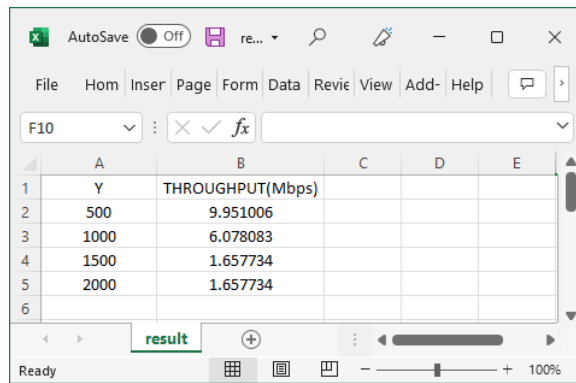 AutoSave Off re...
File Hom Inser Page Form Data Revie View Add- Help
F10 fx
A B C D E
1 Y THROUGHPUT(Mbps)
2 500 9.951006
3 1000 6.078083
4 1500 1.657734
5 2000 1.657734
6
result
Ready 100%